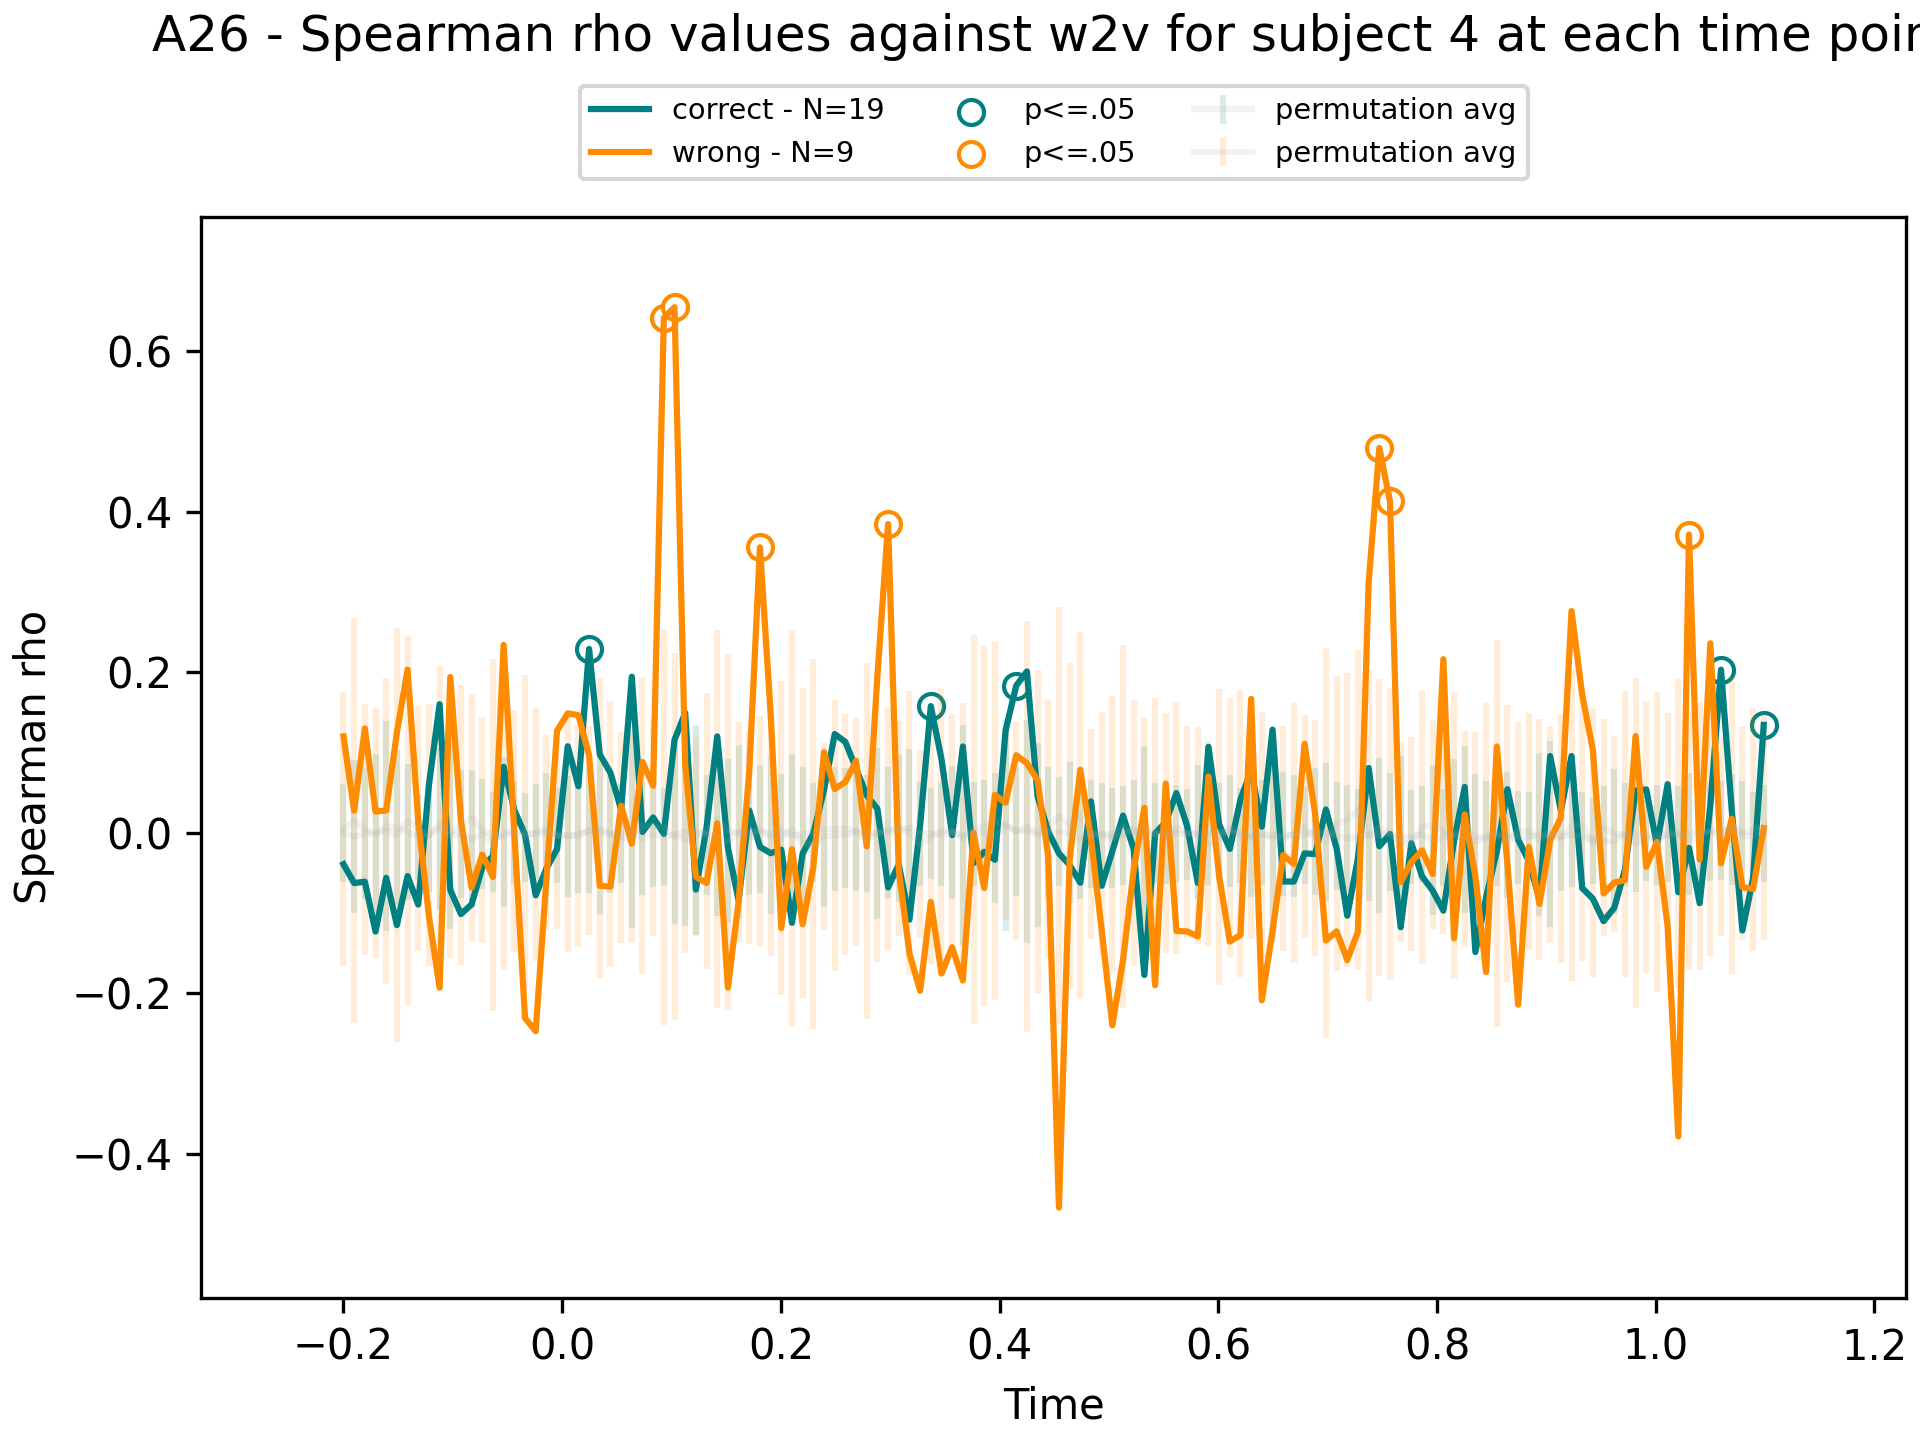 A26 - Spearman rho values against w2v for subject 4 at each time poin
correct - N=19 p<=.05 permutation avg
wrong - N=9 p<=.05 permutation avg
Spearman rho
0.6
0.4
0.2
0.0
−0.2
−0.4
−0.2 0.0 0.2 0.4 0.6 0.8 1.0 1.2
Time